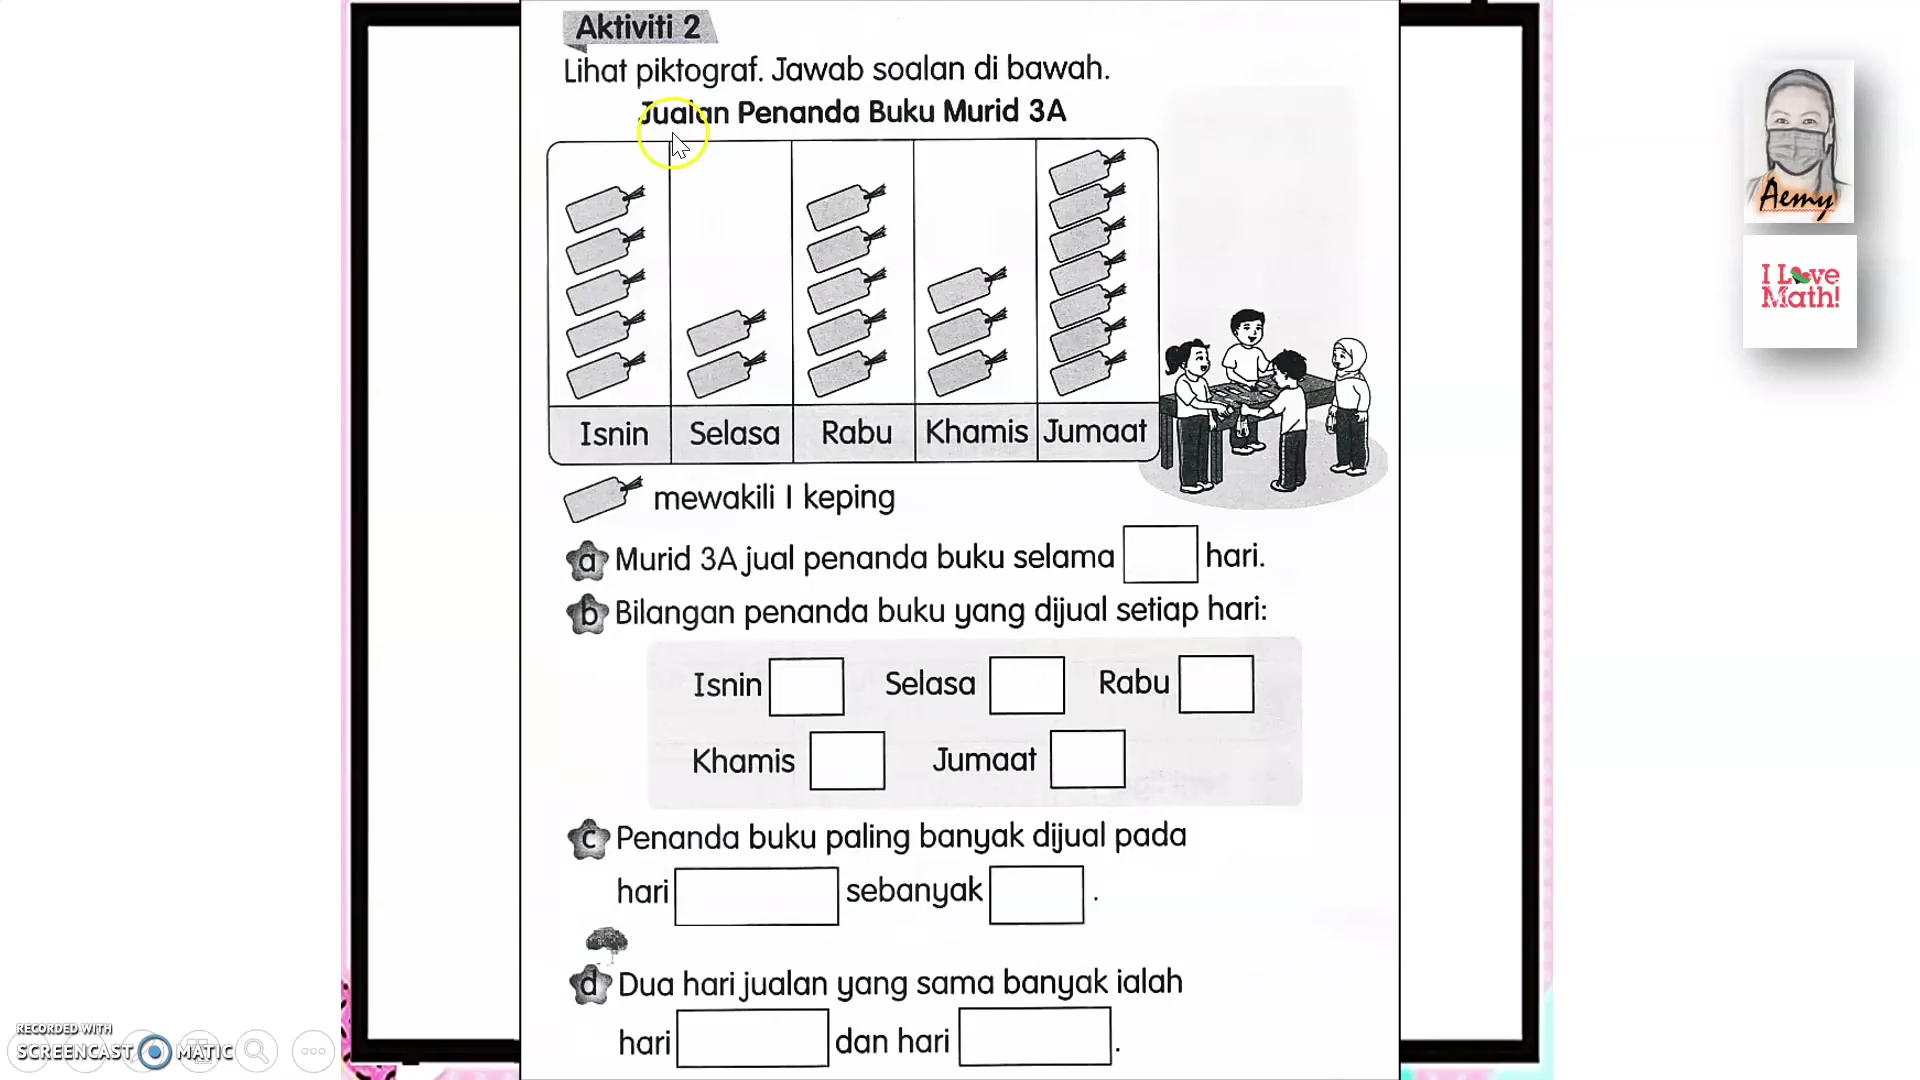 Aktiviti 2
Lihat piktograf. Jawab soalan di bawah.
Jualan Penanda Buku Murid 3A
Isnin Selasa Rabu Khamis Jumaat
mewakili 1 keping
a Murid 3A jual penanda buku selama hari.
b Bilangan penanda buku yang dijual setiap hari:
Isnin Selasa Rabu
Khamis Jumaat
c Penanda buku paling banyak dijual pada
hari sebanyak .
d Dua hari jualan yang sama banyak ialah
hari dan hari .
Aemy
I Love
Math!
RECORDED WITH
SCREENCAST MATIC